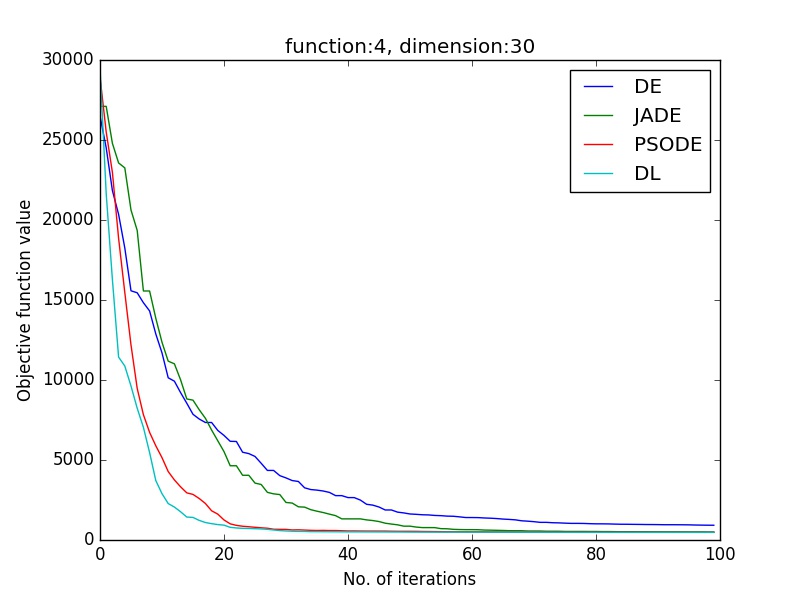 function:4, dimension:30
30000
25000
20000
15000
10000
5000
0
Objective function value
DE
JADE
PSODE
DL
0 20 40 60 80 100
No. of iterations